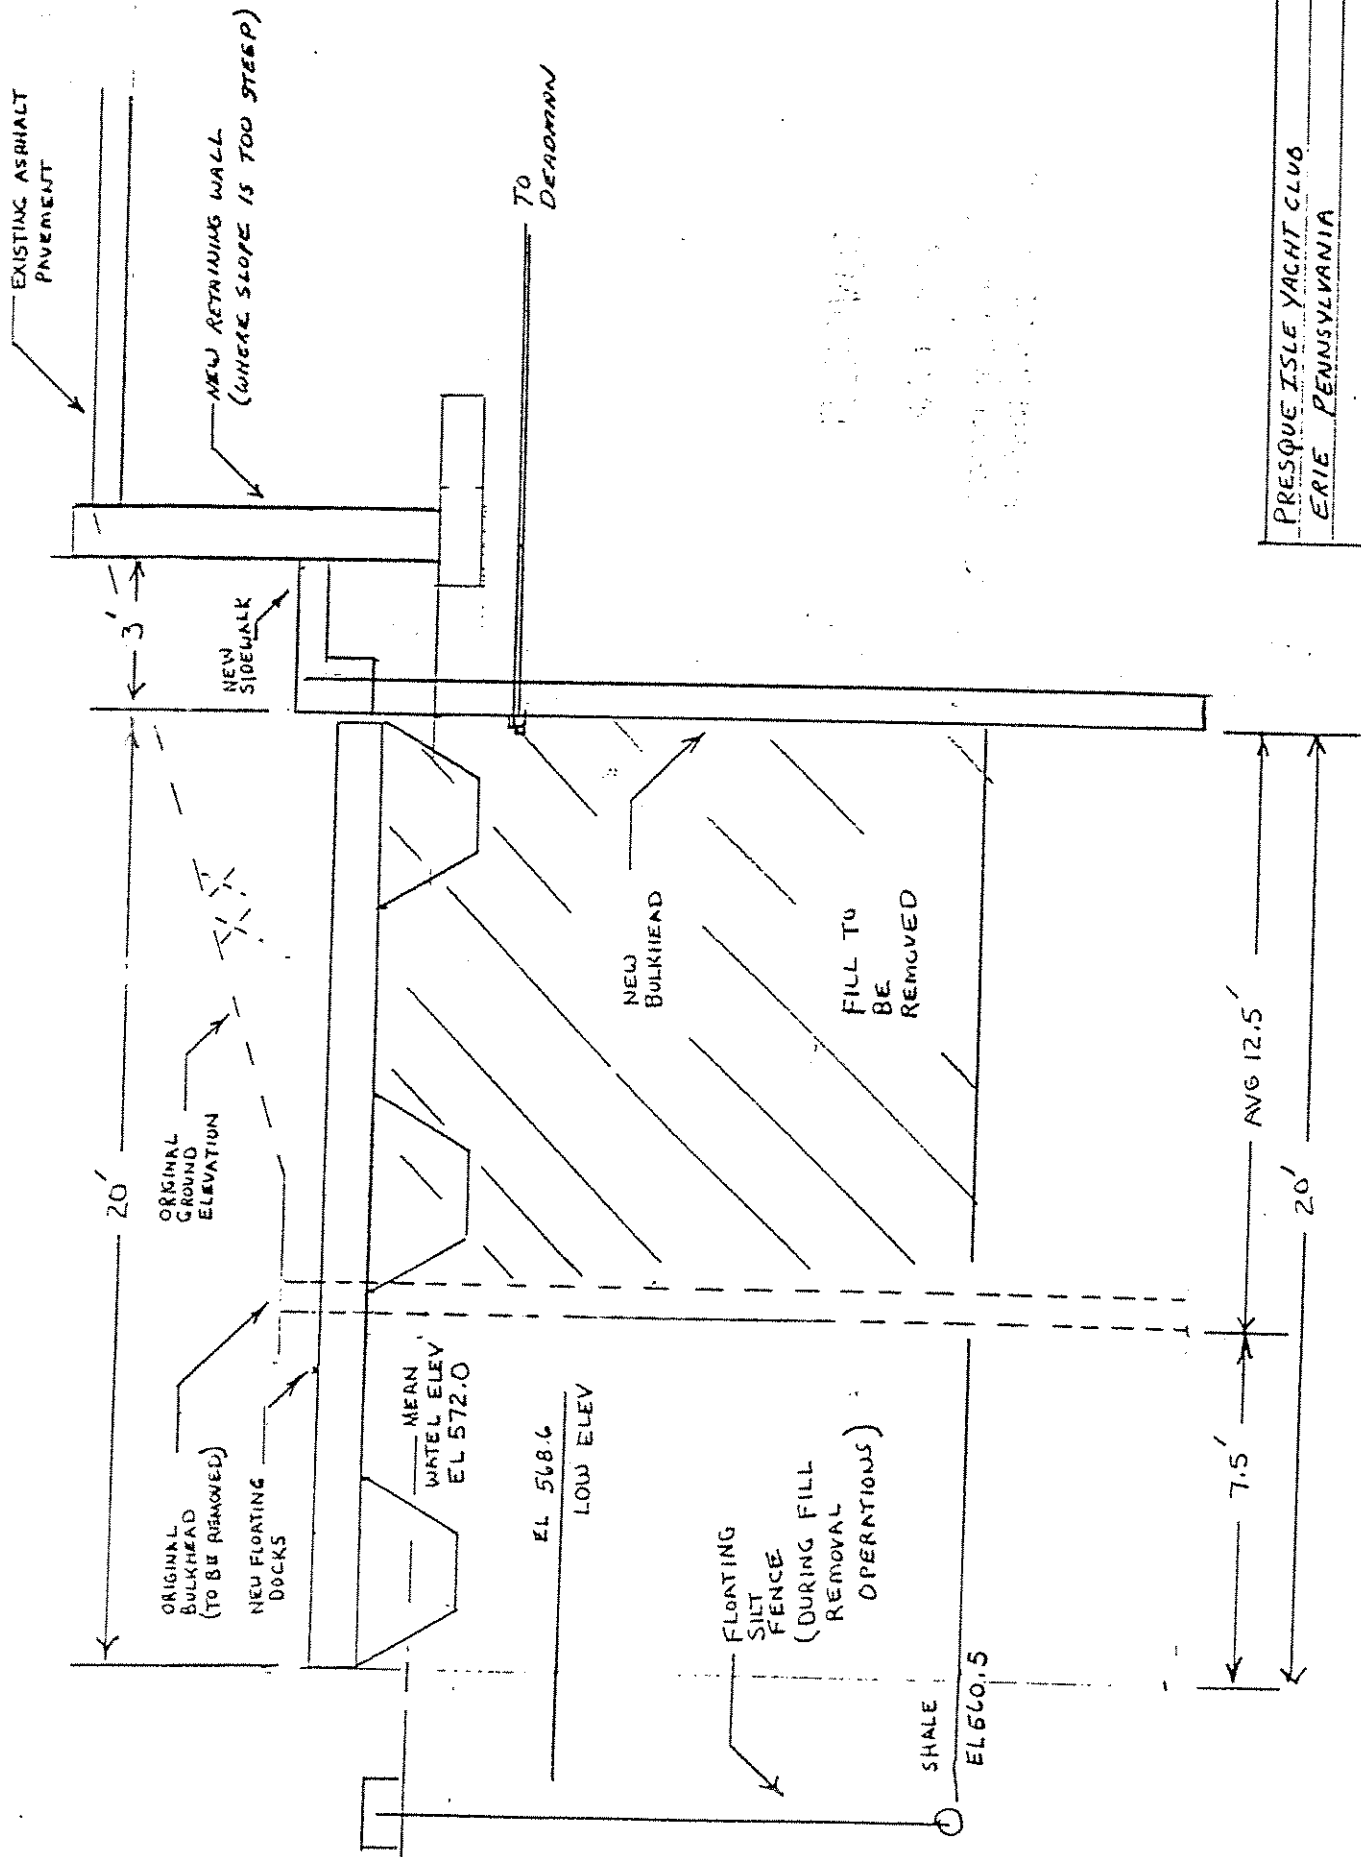 EXISTING ASPHALT
PAVEMENT
NEW RETAINING WALL
(WHERE SLOPE IS TOO STEEP)
TO
DEADMAN
3'
NEW
SIDEWALK
20'
ORIGINAL
GROUND
ELEVATION
ORIGINAL
BULKHEAD
(TO BE REMOVED)
NEW FLOATING
DOCKS
MEAN
WATEL ELEV'
EL 572.0
EL 568.6
LOW ELEV
NEW
BULKHEAD
FILL TO
BE
REMOVED
FLOATING
SILT
FENCE
(DURING FILL
REMOVAL
OPERATIONS)
SHALE
EL 560.5
7.5'
AVG 12.5'
20'
PRESQUE ISLE YACHT CLUB
ERIE PENNSYLVANIA